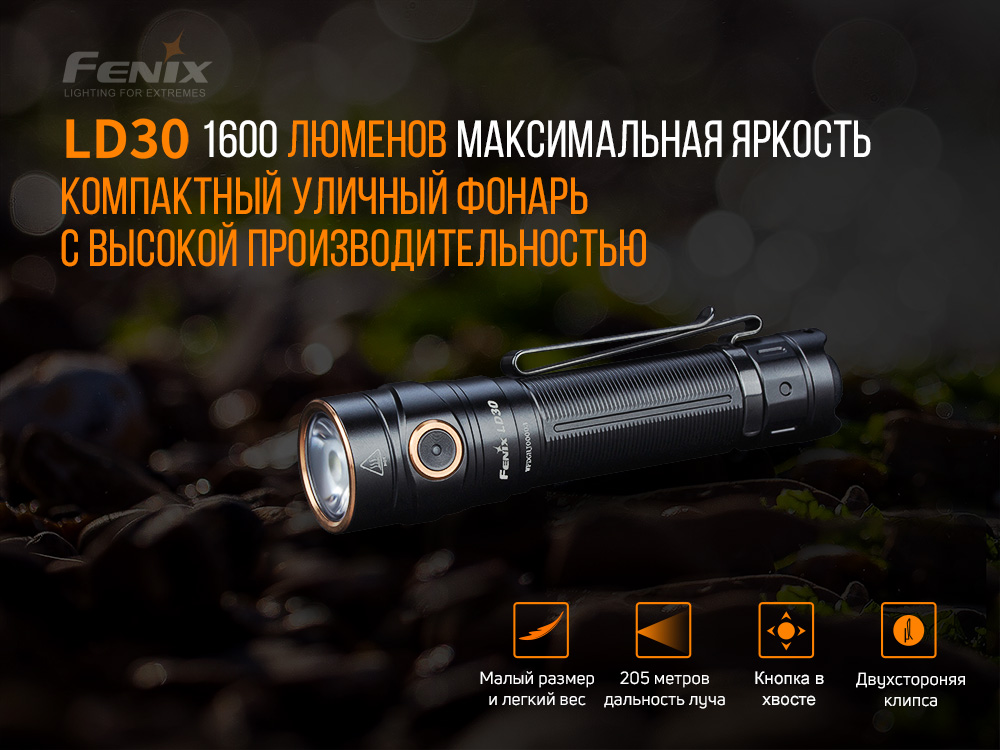 FENIX
LIGHTING FOR EXTREMES
LD30 1600 ЛЮМЕНОВ МАКСИМАЛЬНАЯ ЯРКОСТЬ
КОМПАКТНЫЙ УЛИЧНЫЙ ФОНАРЬ
С ВЫСОКОЙ ПРОИЗВОДИТЕЛЬНОСТЬЮ
FENIX LD30
Малый размер
и легкий вес
205 метров
дальность луча
Кнопка в
хвосте
Двухстороняя
клипса